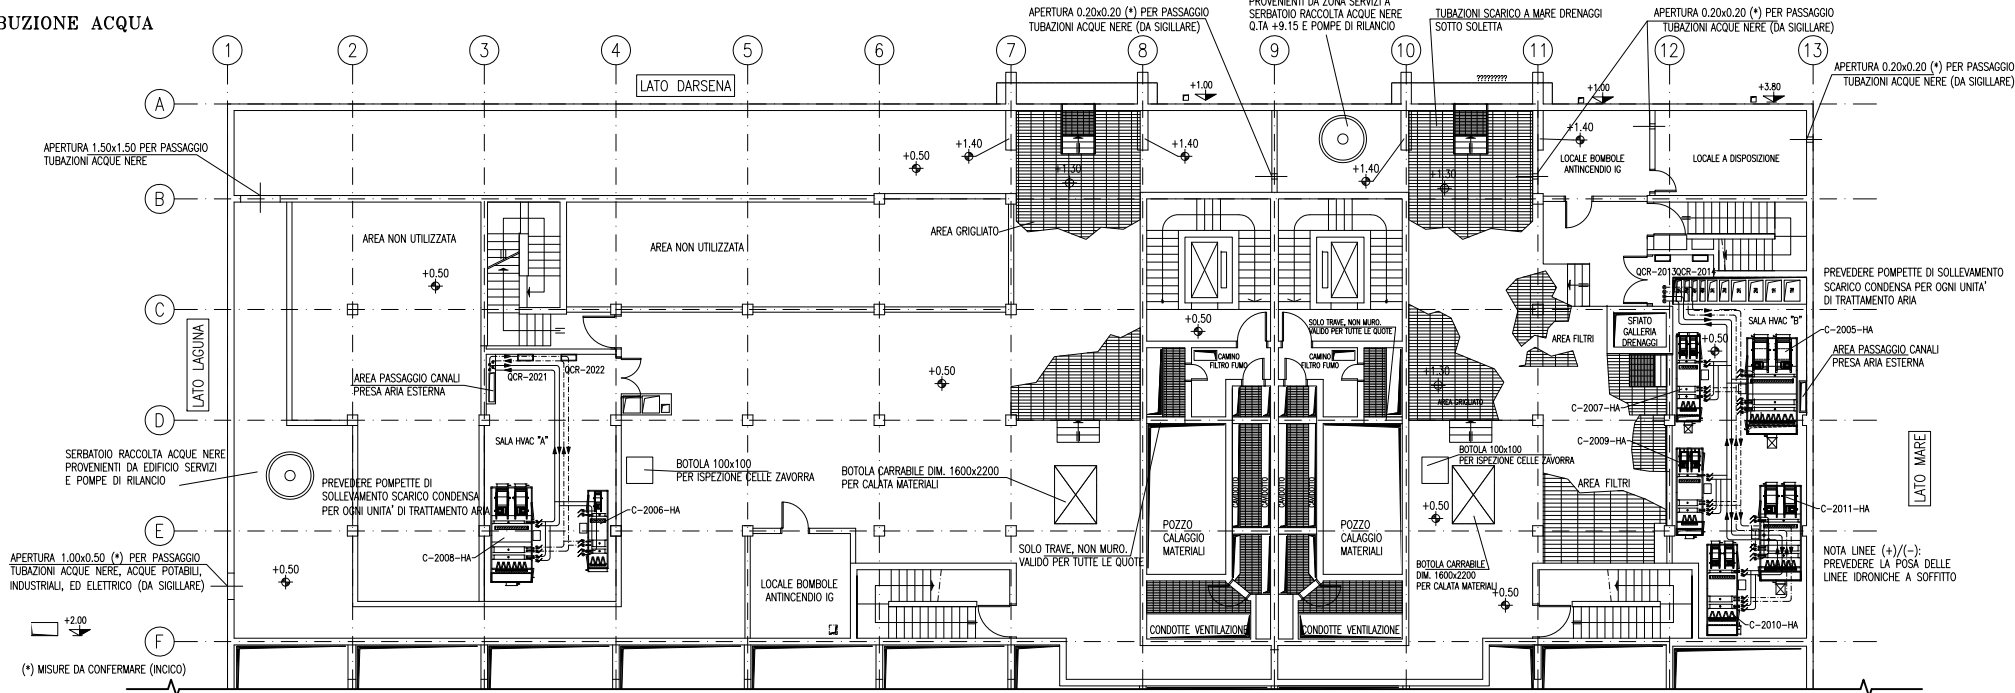 BUZIONE ACQUA
APERTURA 0.20x0.20 (*) PER PASSAGGIO
TUBAZIONI ACQUE NERE (DA SIGILLARE)
PROVENIENTI DA ZONA SERVIZI A
SERBATOIO RACCOLTA ACQUE NERE
Q.TA +9.15 E POMPE DI RILANCIO
TUBAZIONI SCARICO A MARE DRENAGGI
SOTTO SOLETTA
APERTURA 0.20x0.20 (*) PER PASSAGGIO
TUBAZIONI ACQUE NERE (DA SIGILLARE)
1
2
3
4
5
6
7
8
9
10
11
12
13
LATO DARSENA
?????????
APERTURA 0.20x0.20 (*) PER PASSAGGIO
TUBAZIONI ACQUE NERE (DA SIGILLARE)
A
+1.00
+1.00
+3.80
APERTURA 1.50x1.50 PER PASSAGGIO
TUBAZIONI ACQUE NERE
+0.50
+1.40
+1.30
+1.40
+1.40
+1.30
+1.40
LOCALE BOMBOLE
ANTINCENDIO IG
LOCALE A DISPOSIZIONE
B
AREA NON UTILIZZATA
AREA NON UTILIZZATA
AREA GRIGLIATO
+0.50
QCR-2013
QCR-2014
PREVEDERE POMPETTE DI SOLLEVAMENTO
SCARICO CONDENSA PER OGNI UNITA'
DI TRATTAMENTO ARIA
C
LATO LAGUNA
+0.50
SOLO TRAVE, NON MURO.
VALIDO PER TUTTE LE QUOTE
SFIATO
GALLERIA
DRENAGGI
SALA HVAC "B"
C-2005-HA
AREA FILTRI
+0.50
AREA PASSAGGIO CANALI
PRESA ARIA ESTERNA
CAMINO
FILTRO FUMO
CAMINO
FILTRO FUMO
QCR-2021
QCR-2022
AREA PASSAGGIO CANALI
PRESA ARIA ESTERNA
+0.50
+1.30
AREA GRIGLIATO
C-2007-HA
D
SALA HVAC "A"
C-2009-HA
LATO MARE
SERBATOIO RACCOLTA ACQUE NERE
PROVENIENTI DA EDIFICIO SERVIZI
E POMPE DI RILANCIO
PREVEDERE POMPETTE DI
SOLLEVAMENTO SCARICO CONDENSA
PER OGNI UNITA' DI TRATTAMENTO ARIA
BOTOLA 100x100
PER ISPEZIONE CELLE ZAVORRA
BOTOLA CARRABILE DIM. 1600x2200
PER CALATA MATERIALI
BOTOLA 100x100
PER ISPEZIONE CELLE ZAVORRA
AREA FILTRI
CANDOTTO
CANDOTTO
C-2006-HA
C-2011-HA
+0.50
E
POZZO
CALAGGIO
MATERIALI
POZZO
CALAGGIO
MATERIALI
C-2008-HA
SOLO TRAVE, NON MURO.
VALIDO PER TUTTE LE QUOTE
BOTOLA CARRABILE
DIM. 1600x2200
PER CALATA MATERIALI
NOTA LINEE (+)/(-):
PREVEDERE LA POSA DELLE
LINEE IDRONICHE A SOFFITTO
APERTURA 1.00x0.50 (*) PER PASSAGGIO
TUBAZIONI ACQUE NERE, ACQUE POTABILI,
INDUSTRIALI, ED ELETTRICO (DA SIGILLARE)
+0.50
LOCALE BOMBOLE
ANTINCENDIO IG
+0.50
+2.00
CONDOTTE VENTILAZIONE
CONDOTTE VENTILAZIONE
C-2010-HA
F
(*) MISURE DA CONFERMARE (INCICO)